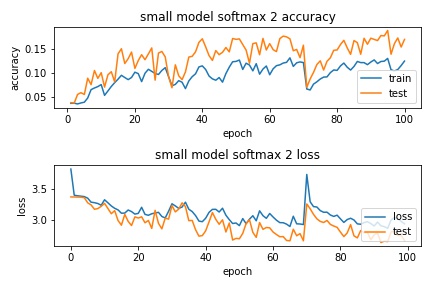 small model softmax 2 accuracy
accuracy
0.15
0.10
0.05
train
test
0 20 40 60 80 100
epoch
small model softmax 2 loss
loss
3.5
3.0
loss
test
0 20 40 60 80 100
epoch